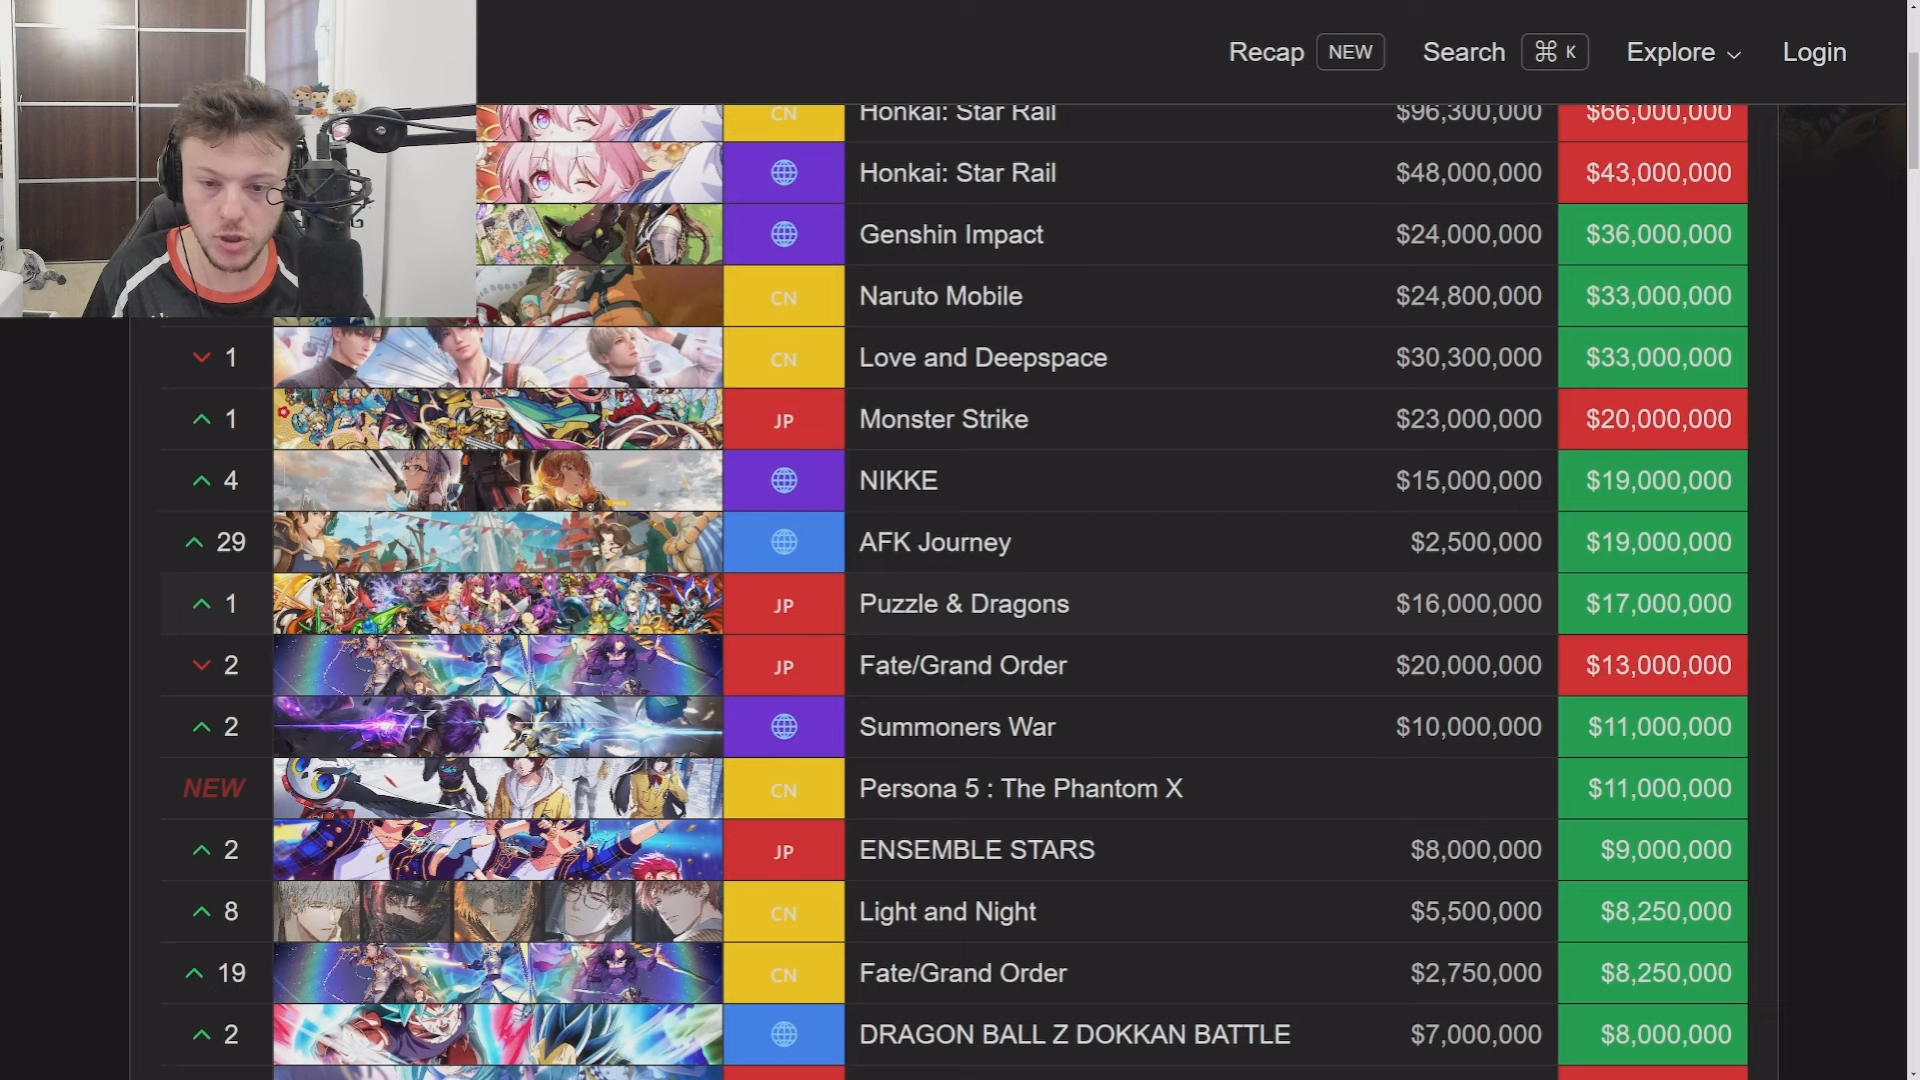 Recap NEW Search ⌘ K Explore Login
CN Honkai: Star Rail $96,300,000 $66,000,000
Honkai: Star Rail $48,000,000 $43,000,000
Genshin Impact $24,000,000 $36,000,000
CN Naruto Mobile $24,800,000 $33,000,000
1 CN Love and Deepspace $30,300,000 $33,000,000
1 JP Monster Strike $23,000,000 $20,000,000
4 NIKKE $15,000,000 $19,000,000
29 AFK Journey $2,500,000 $19,000,000
1 JP Puzzle & Dragons $16,000,000 $17,000,000
2 JP Fate/Grand Order $20,000,000 $13,000,000
2 Summoners War $10,000,000 $11,000,000
NEW CN Persona 5 : The Phantom X $11,000,000
2 JP ENSEMBLE STARS $8,000,000 $9,000,000
8 CN Light and Night $5,500,000 $8,250,000
19 CN Fate/Grand Order $2,750,000 $8,250,000
2 DRAGON BALL Z DOKKAN BATTLE $7,000,000 $8,000,000